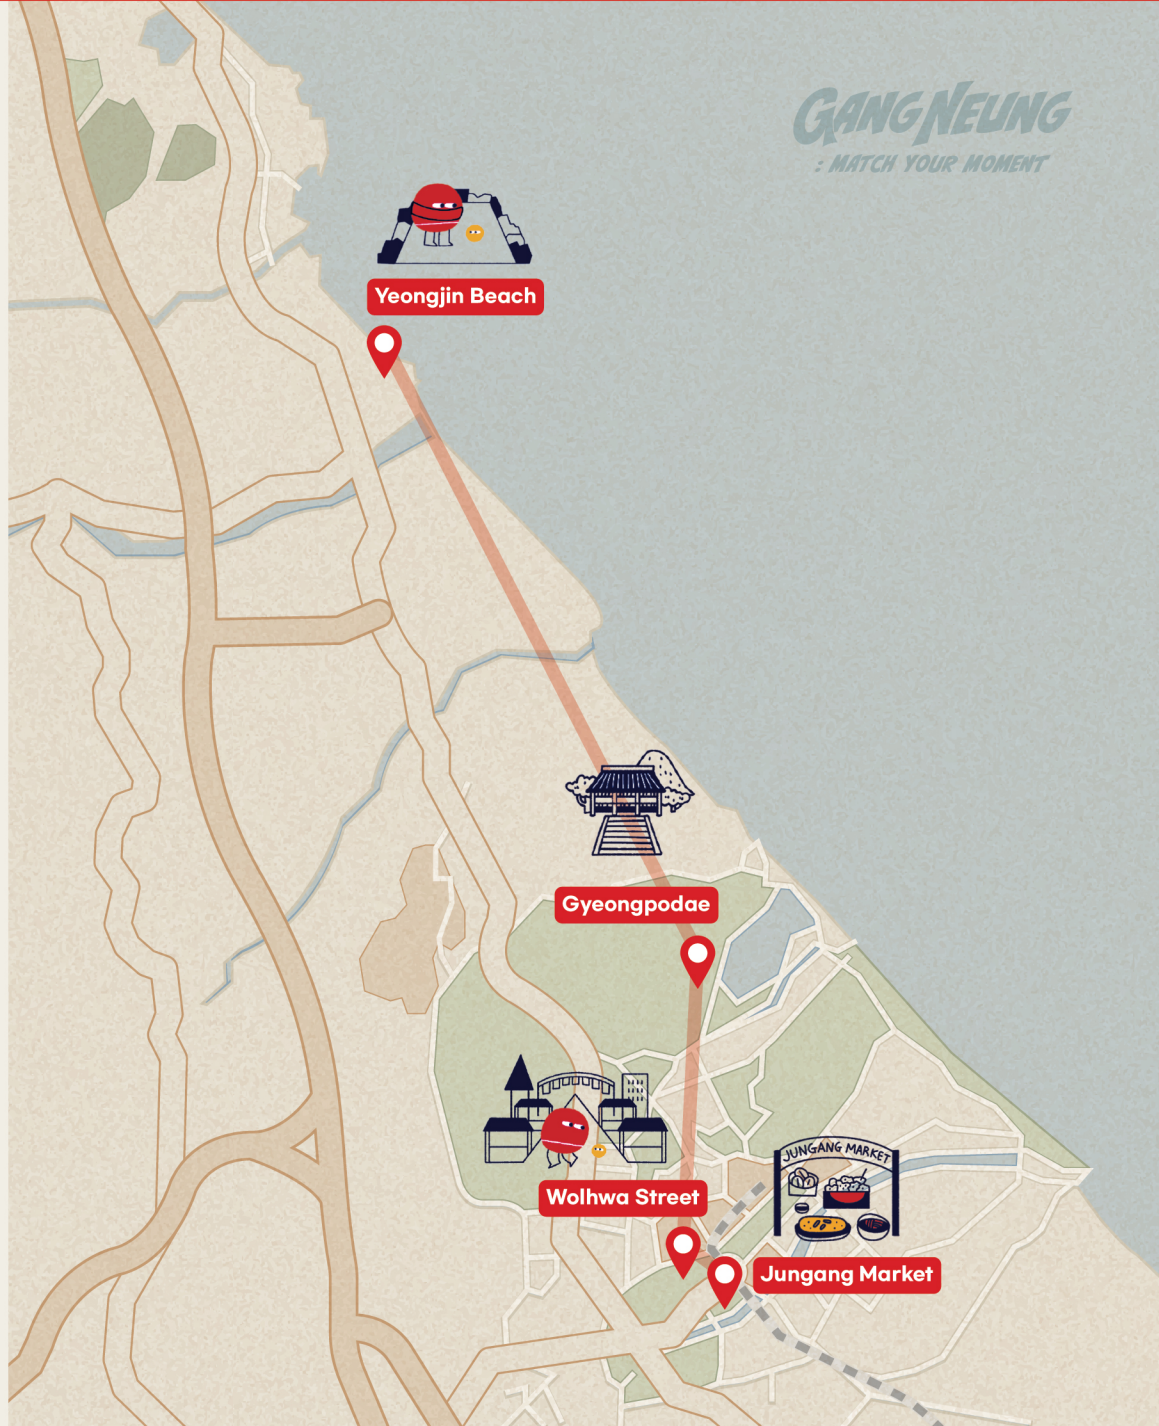 GANGNEUNG
: MATCH YOUR MOMENT
Yeongjin Beach
Gyeongpodae
Wolhwa Street
JUNGANG MARKET
Jungang Market